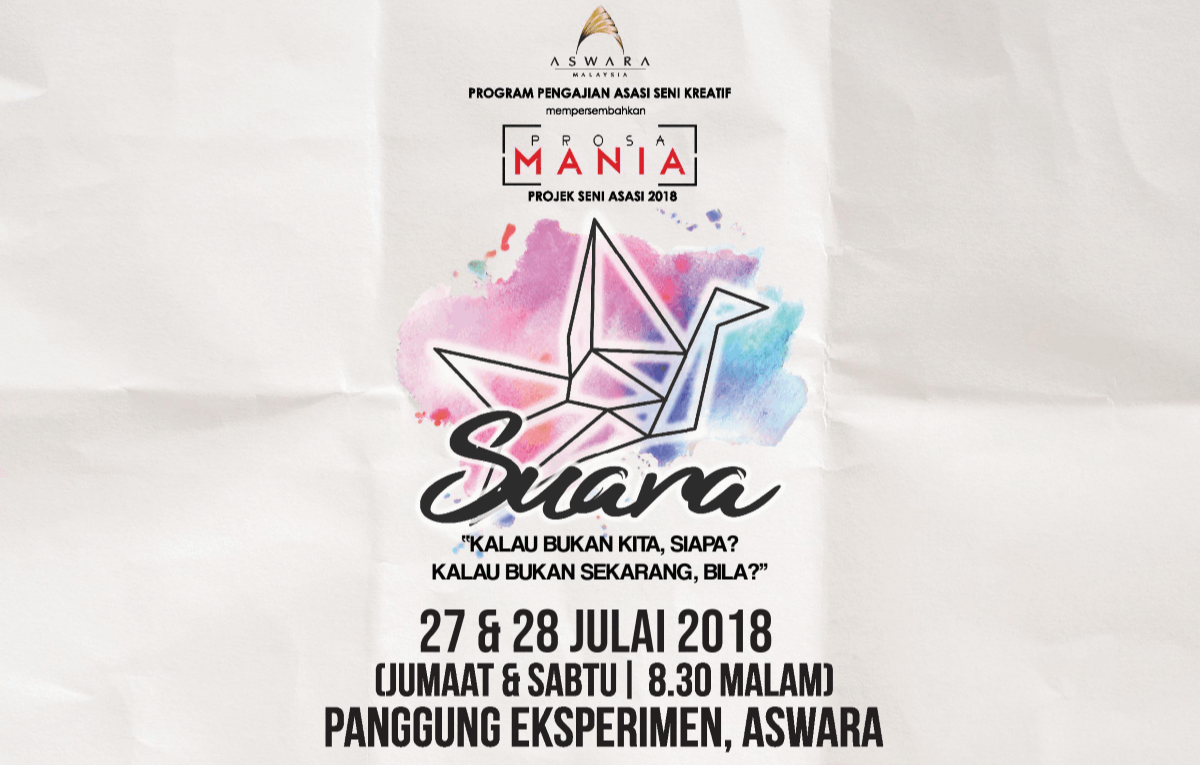 ASWARA
MALAYSIA
PROGRAM PENGAJIAN ASASI SENI KREATIF
mempersembahkan
PROSA
MANIA
PROJEK SENI ASASI 2018
Suara
“KALAU BUKAN KITA, SIAPA?
KALAU BUKAN SEKARANG, BILA?”
27 & 28 JULAI 2018
(JUMAAT & SABTU | 8.30 MALAM)
PANGGUNG EKSPERIMEN, ASWARA